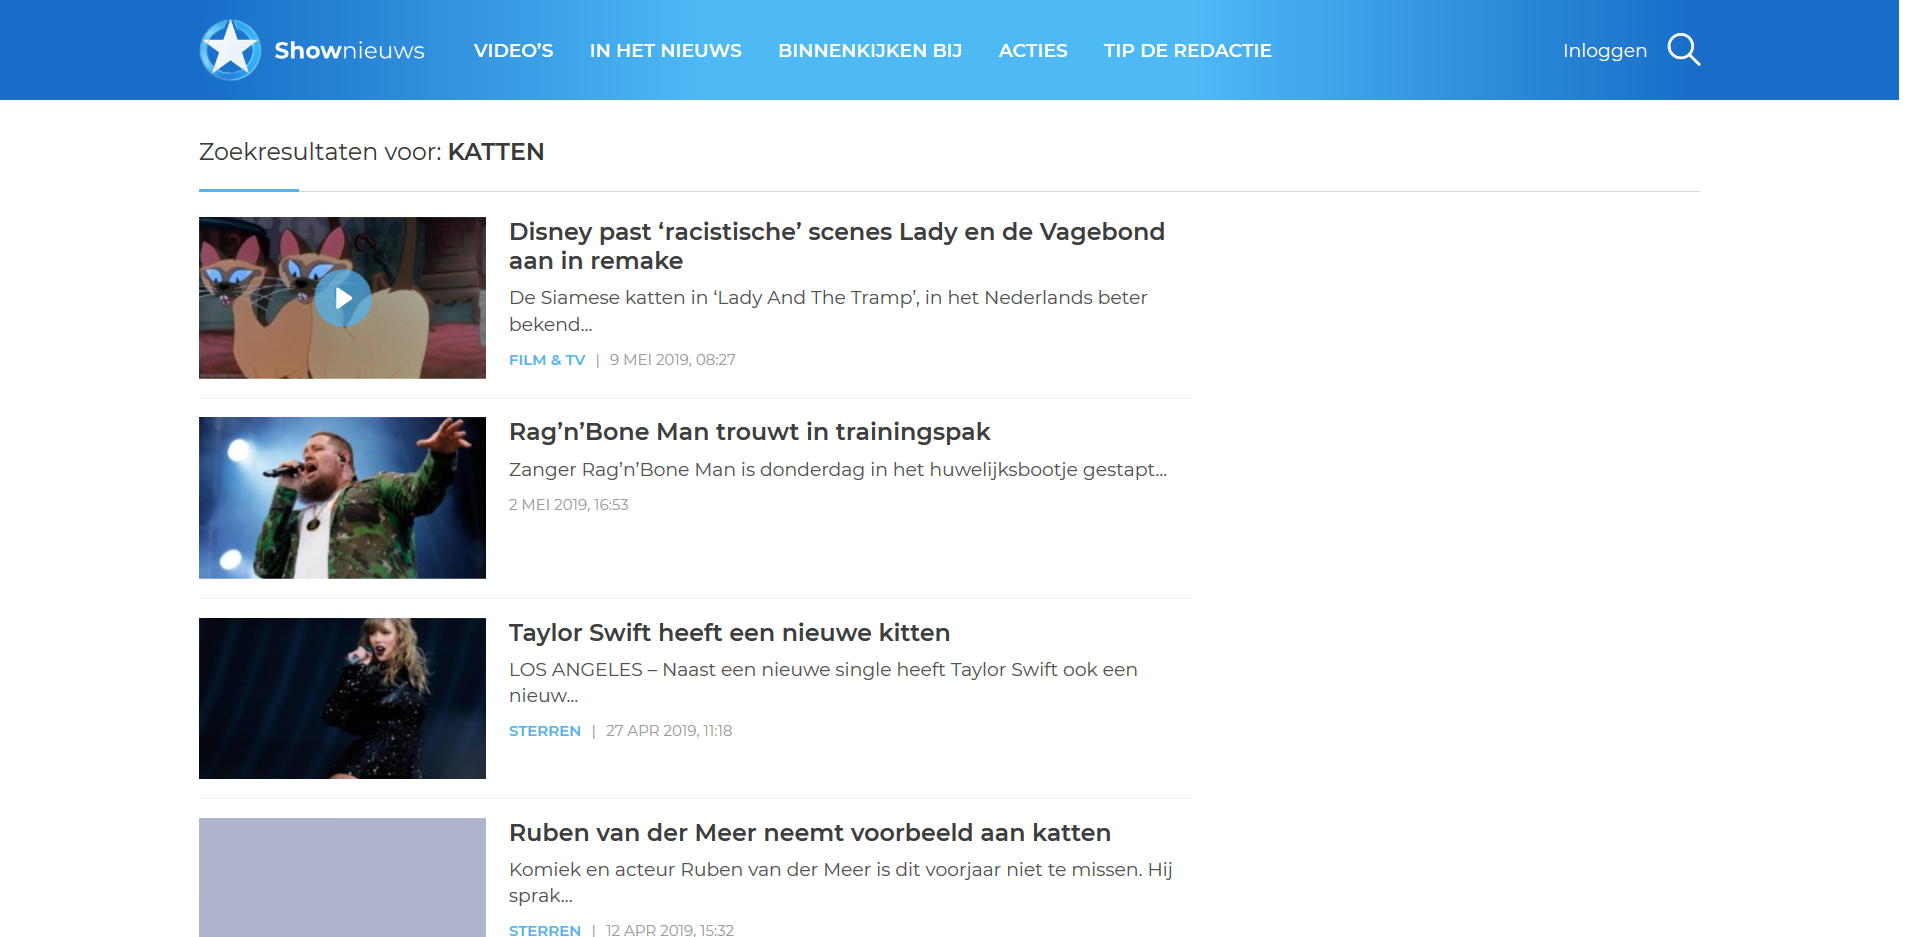 Shownieuws
VIDEO’S
IN HET NIEUWS
BINNENKIJKEN BIJ
ACTIES
TIP DE REDACTIE
Inloggen
Zoekresultaten voor: KATTEN
Disney past ‘racistische’ scenes Lady en de Vagebond
aan in remake
De Siamese katten in ‘Lady And The Tramp’, in het Nederlands beter
bekend...
FILM & TV | 9 MEI 2019, 08:27
Rag’n’Bone Man trouwt in trainingspak
Zanger Rag’n’Bone Man is donderdag in het huwelijksbootje gestapt...
2 MEI 2019, 16:53
Taylor Swift heeft een nieuwe kitten
LOS ANGELES – Naast een nieuwe single heeft Taylor Swift ook een
nieuw...
STERREN | 27 APR 2019, 11:18
Ruben van der Meer neemt voorbeeld aan katten
Komiek en acteur Ruben van der Meer is dit voorjaar niet te missen. Hij
sprak...
STERREN | 12 APR 2019, 15:32